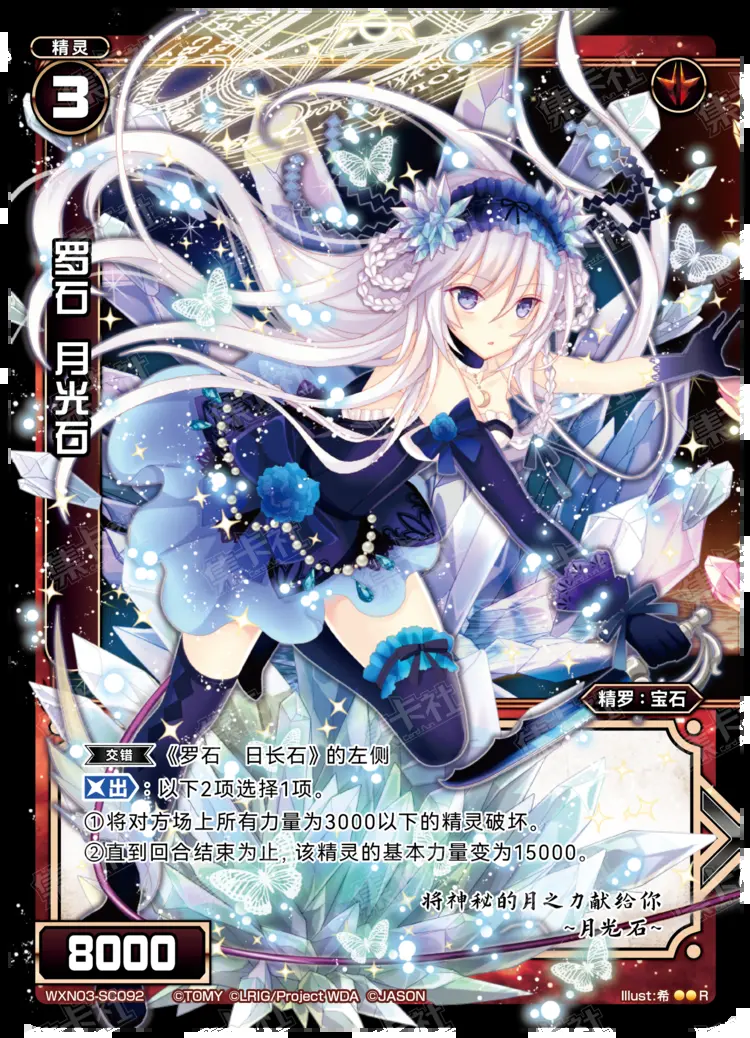 精灵
3
罗石 月光石
精罗：宝石
交错 《罗石 日长石》的左侧
出：以下2项选择1项。
①将对方场上所有力量为3000以下的精灵破坏。
②直到回合结束为止，该精灵的基本力量变为15000。
将神秘的月之力献给你
~月光石~
8000
WXN03-SC092 ©TOMY ©LRIG/Project WDA ©JASON Illust:希 R
集卡社